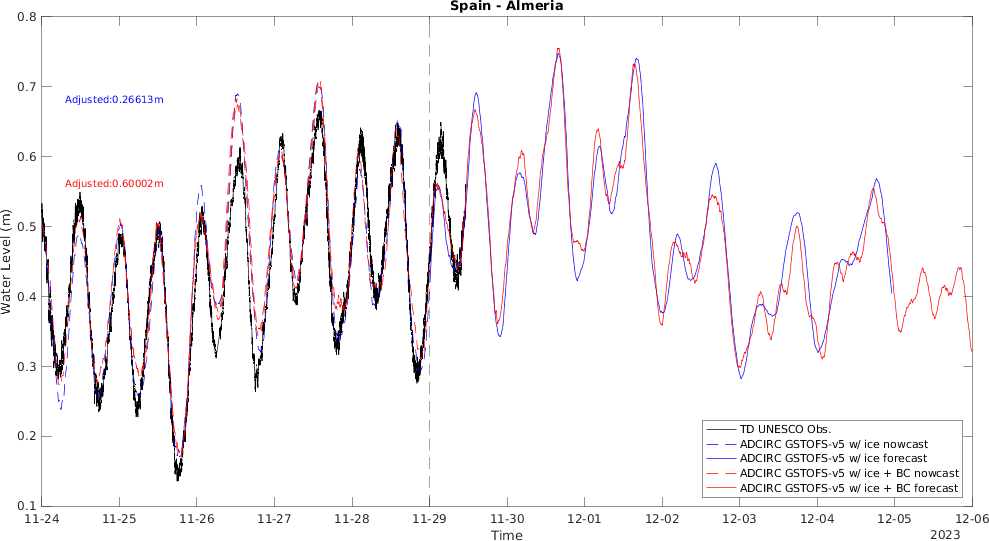 Spain - Almeria
0.8
0.7
0.6
0.5
0.4
0.3
0.2
0.1
Water Level (m)
Adjusted:0.26613m
Adjusted:0.60002m
TD UNESCO Obs.
ADCIRC GSTOFS-v5 w/ ice nowcast
ADCIRC GSTOFS-v5 w/ ice forecast
ADCIRC GSTOFS-v5 w/ ice + BC nowcast
ADCIRC GSTOFS-v5 w/ ice + BC forecast
11-24 11-25 11-26 11-27 11-28 11-29 11-30 12-01 12-02 12-03 12-04 12-05 12-06
Time
2023